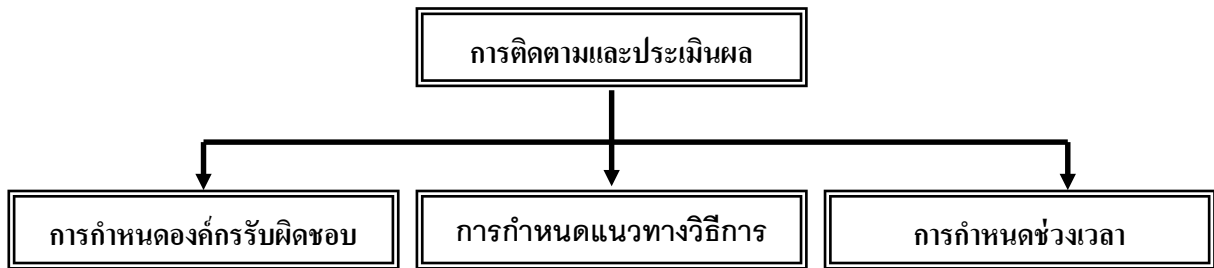 การติดตามและประเมินผล
การกำหนดองค์กรรับผิดชอบ
การกำหนดแนวทางวิธีการ
การกำหนดช่วงเวลา